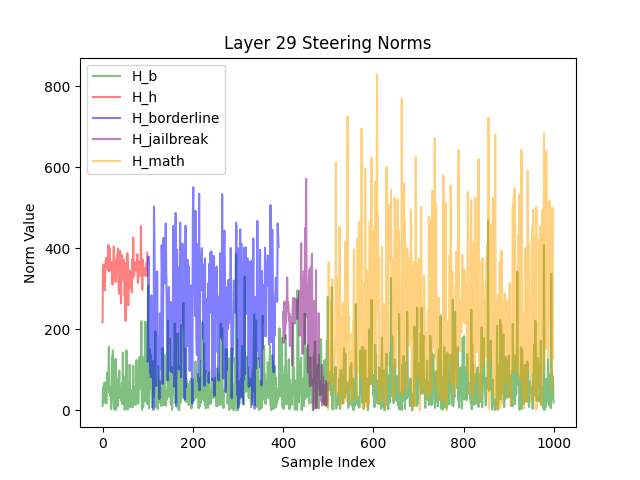 Layer 29 Steering Norms
H_b
H_h
H_borderline
H_jailbreak
H_math
Norm Value
800
600
400
200
0
0 200 400 600 800 1000
Sample Index